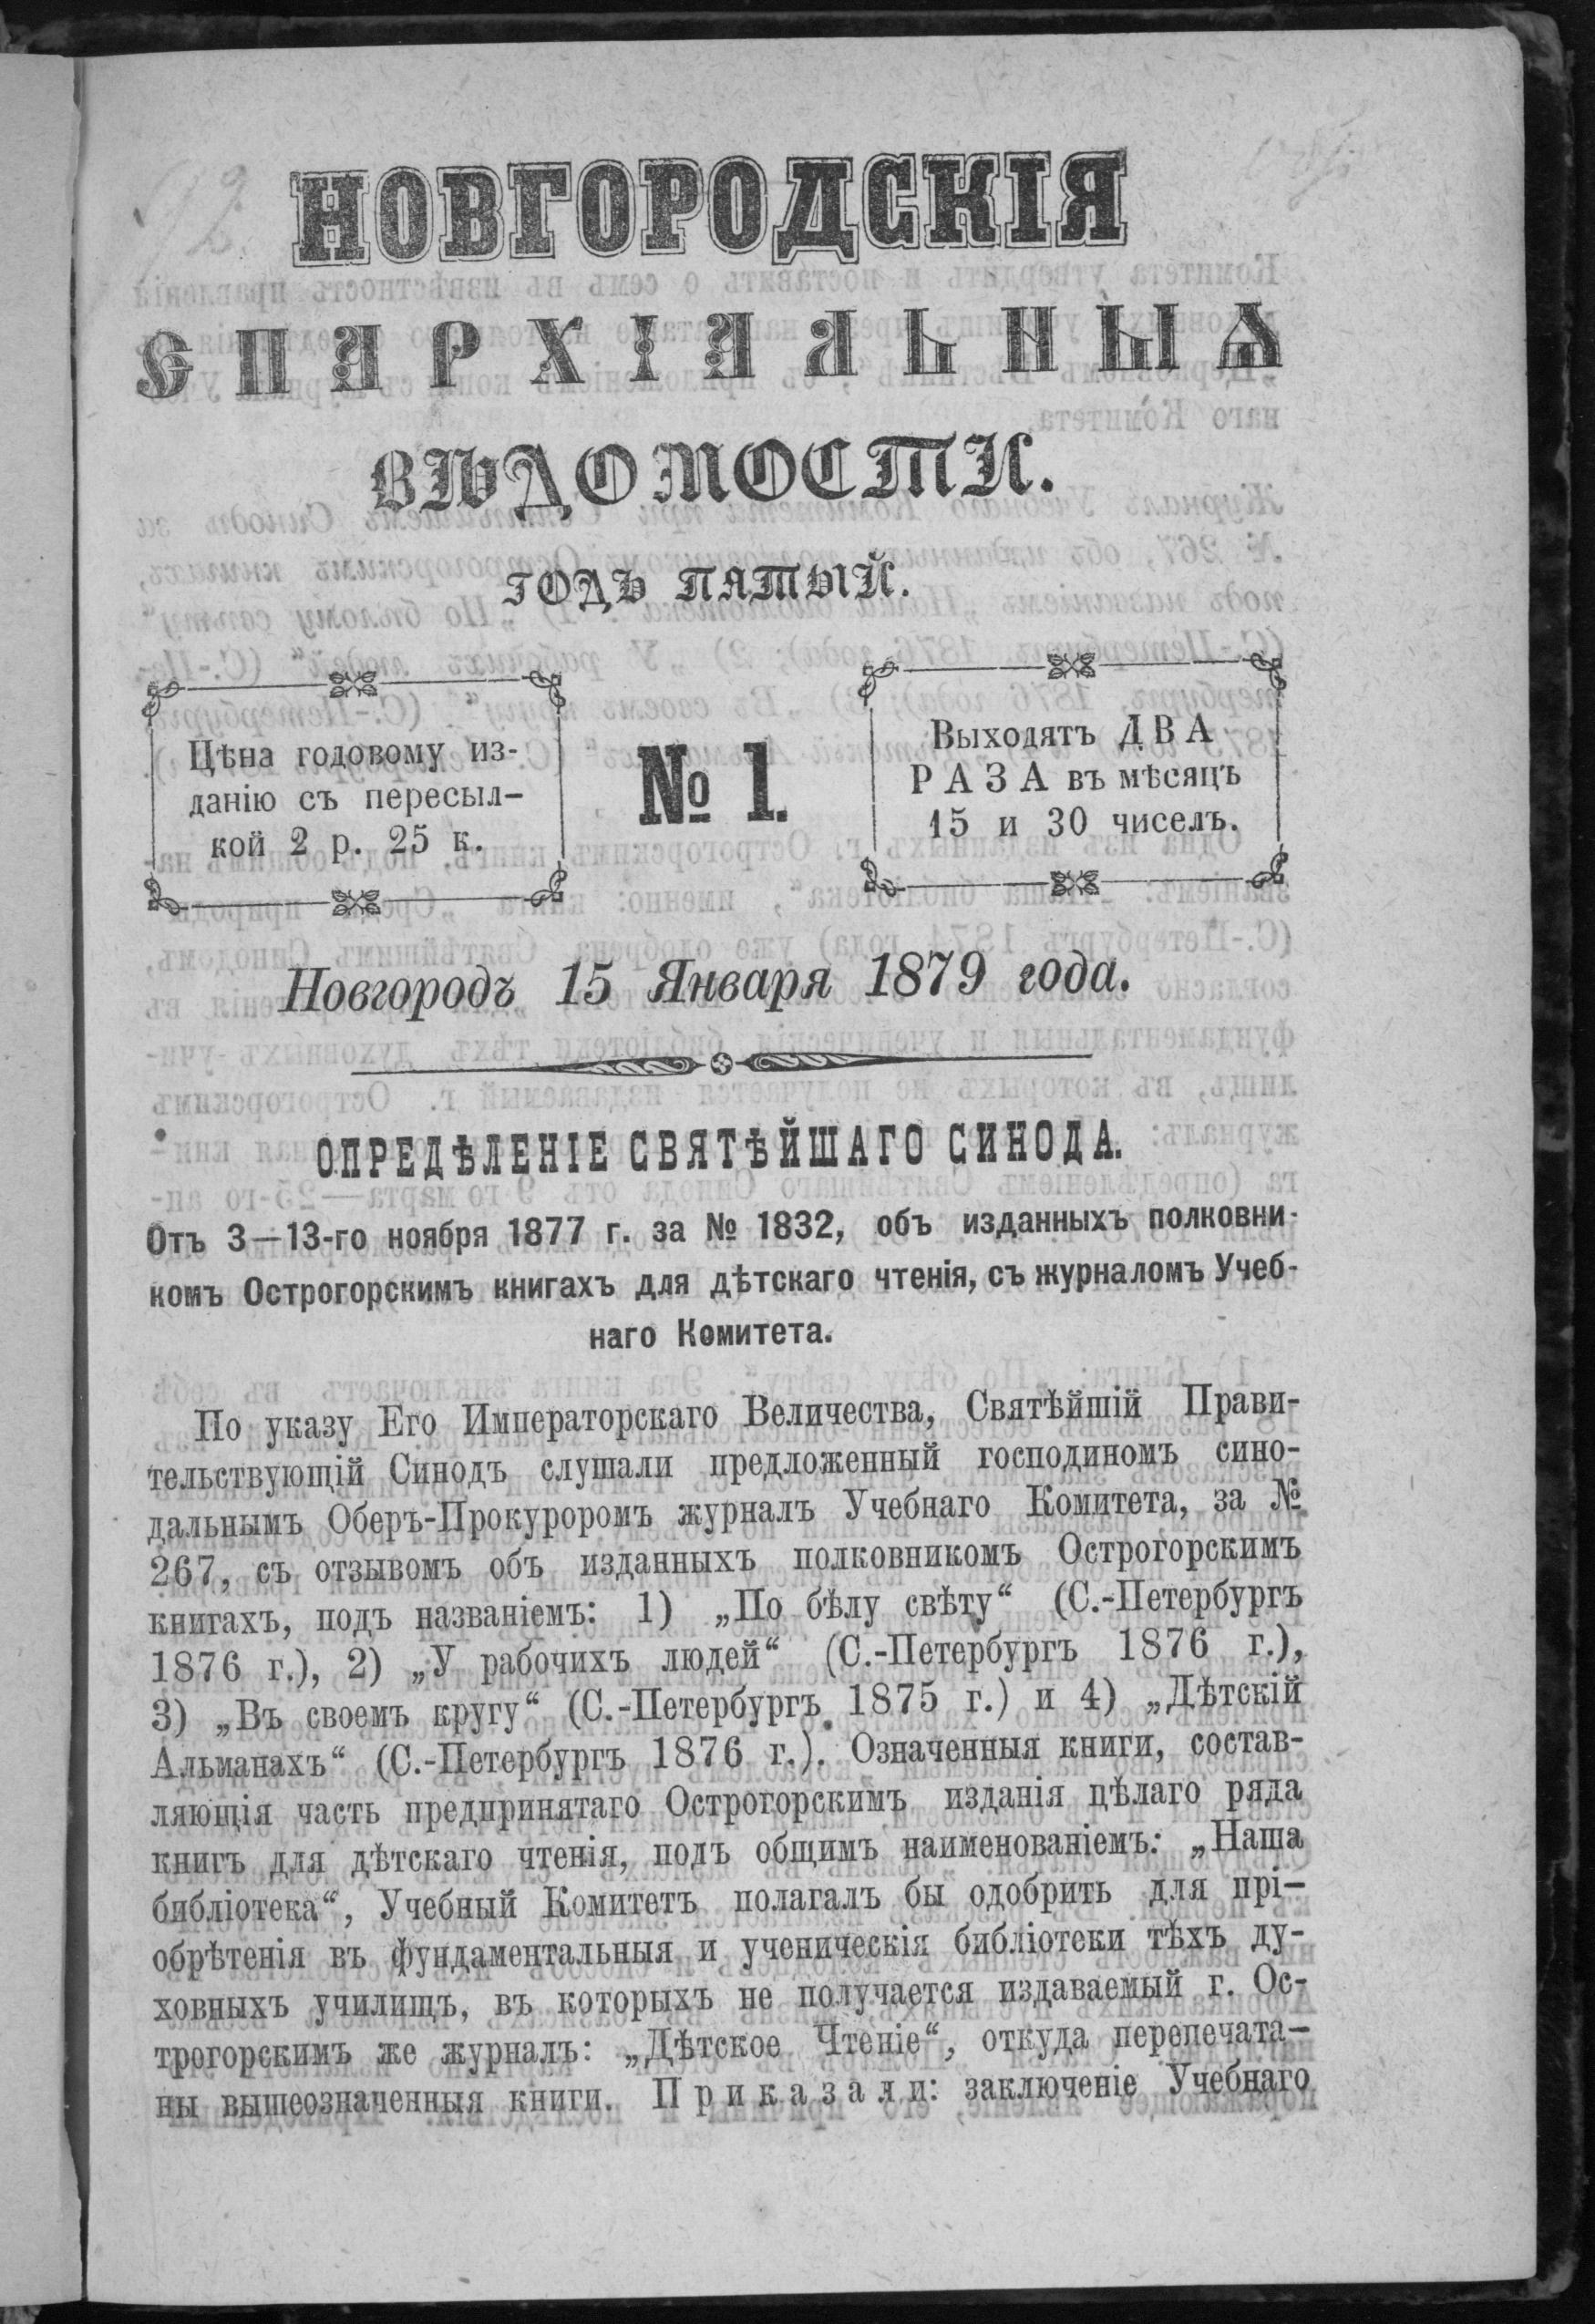 НОВГОРОДСКІЯ
ЕПАРХІАЛЬНЫЯ
ВѢДОМОСТИ.
ГОДЪ ПЯТЫЙ.
Цѣна годовому из-
данію съ пересыл-
кой 2 р. 25 к.
№ 1.
Выходятъ ДВА
РАЗА въ мѣсяцъ
15 и 30 чиселъ.
Новгородъ 15 Января 1879 года.
ОПРЕДѢЛЕНІЕ СВЯТѢЙШАГО СИНОДА.
Отъ 3—13-го ноября 1877 г. за № 1832, объ изданныхъ полковни-
комъ Острогорскимъ книгахъ для дѣтскаго чтенія, съ журналомъ Учеб-
наго Комитета.
По указу Его Императорскаго Величества, Святѣйшій Прави-
тельствующій Синодъ слушали предложенный господиномъ сино-
дальнымъ Оберъ-Прокуроромъ журналъ Учебнаго Комитета, за №
267, съ отзывомъ объ изданныхъ полковникомъ Острогорскимъ
книгахъ, подъ названіемъ: 1) „По бѣлу свѣту“ (С.-Петербургъ
1876 г.), 2) „У рабочихъ людей“ (С.-Петербургъ 1876 г.),
3) „Въ своемъ кругу“ (С.-Петербургъ 1875 г.) и 4) „Дѣтскій
Альманахъ“ (С.-Петербургъ 1876 г.). Означенныя книги, состав-
ляющія часть предпринятаго Острогорскимъ изданія цѣлаго ряда
книгъ для дѣтскаго чтенія, подъ общимъ наименованіемъ: „Наша
библіотека“, Учебный Комитетъ полагалъ бы одобрить для прі-
обрѣтенія въ фундаментальныя и ученическія библіотеки тѣхъ ду-
ховныхъ училищъ, въ которыхъ не получается издаваемый г. Ос-
трогорскимъ же журналъ: „Дѣтское Чтеніе“, откуда перепечата-
ны вышеозначенныя книги. Приказали: заключеніе Учебнаго